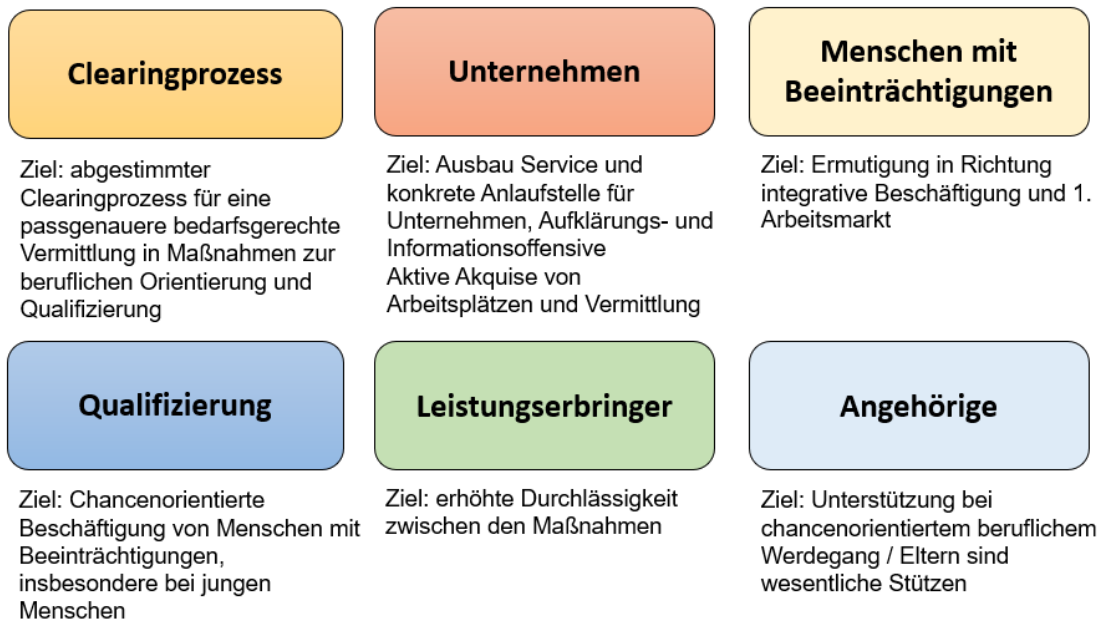 Clearingprozess
Ziel: abgestimmter
Clearingprozess für eine
passgenauere bedarfsgerechte
Vermittlung in Maßnahmen zur
beruflichen Orientierung und
Qualifizierung
Unternehmen
Ziel: Ausbau Service und
konkrete Anlaufstelle für
Unternehmen, Aufklärungs- und
Informationsoffensive
Aktive Akquise von
Arbeitsplätzen und Vermittlung
Menschen mit
Beeinträchtigungen
Ziel: Ermutigung in Richtung
integrative Beschäftigung und 1.
Arbeitsmarkt
Qualifizierung
Ziel: Chancenorientierte
Beschäftigung von Menschen mit
Beeinträchtigungen,
insbesondere bei jungen
Menschen
Leistungserbringer
Ziel: erhöhte Durchlässigkeit
zwischen den Maßnahmen
Angehörige
Ziel: Unterstützung bei
chancenorientiertem beruflichem
Werdegang / Eltern sind
wesentliche Stützen